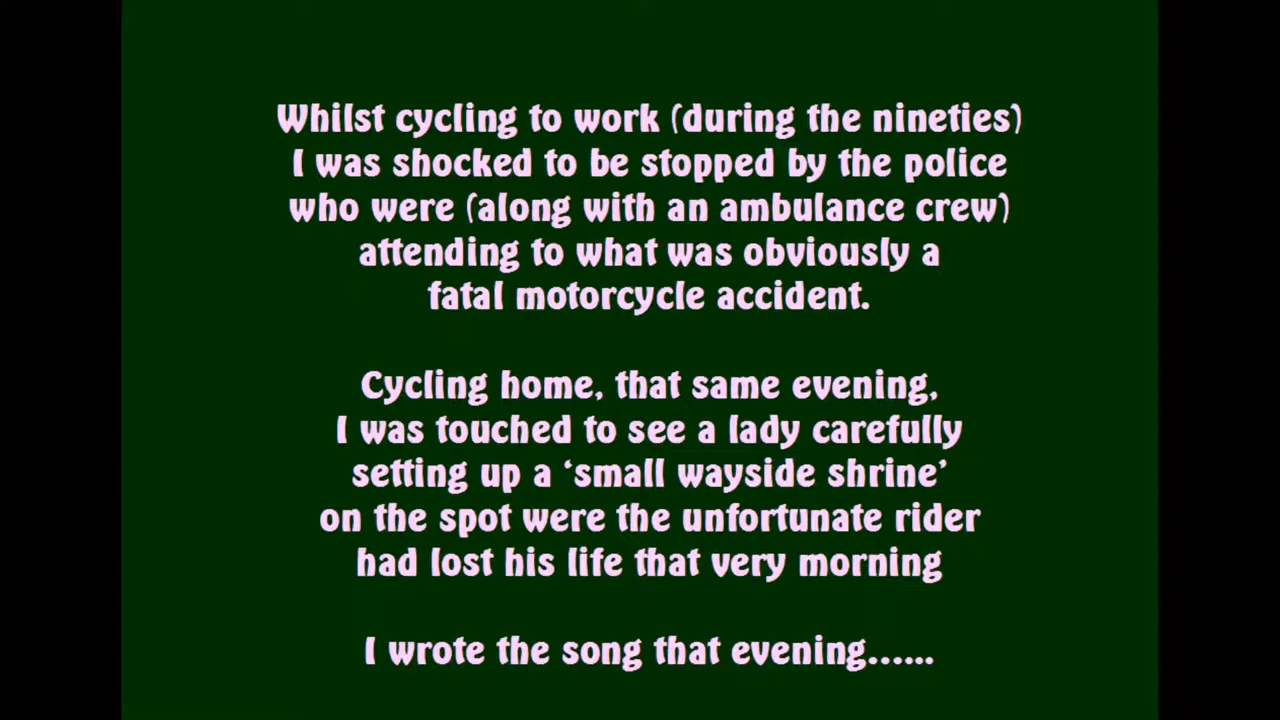 Whilst cycling to work (during the nineties)
I was shocked to be stopped by the police
who were (along with an ambulance crew)
attending to what was obviously a
fatal motorcycle accident.
Cycling home, that same evening,
I was touched to see a lady carefully
setting up a ‘small wayside shrine’
on the spot were the unfortunate rider
had lost his life that very morning
I wrote the song that evening......